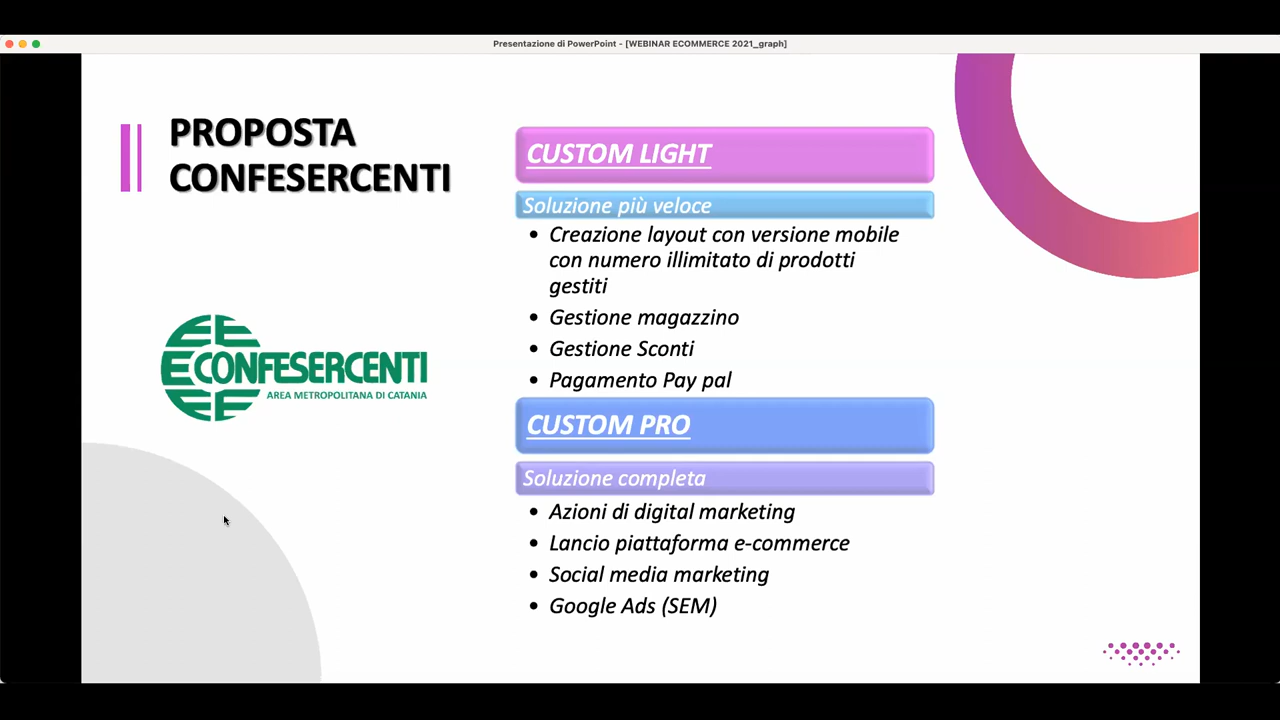 Presentazione di PowerPoint - [WEBINAR ECOMMERCE 2021_graph]
PROPOSTA
CONFESERCENTI
CONFESERCENTI
AREA METROPOLITANA DI CATANIA
CUSTOM LIGHT
Soluzione più veloce
• Creazione layout con versione mobile
con numero illimitato di prodotti
gestiti
• Gestione magazzino
• Gestione Sconti
• Pagamento Pay pal
CUSTOM PRO
Soluzione completa
• Azioni di digital marketing
• Lancio piattaforma e-commerce
• Social media marketing
• Google Ads (SEM)